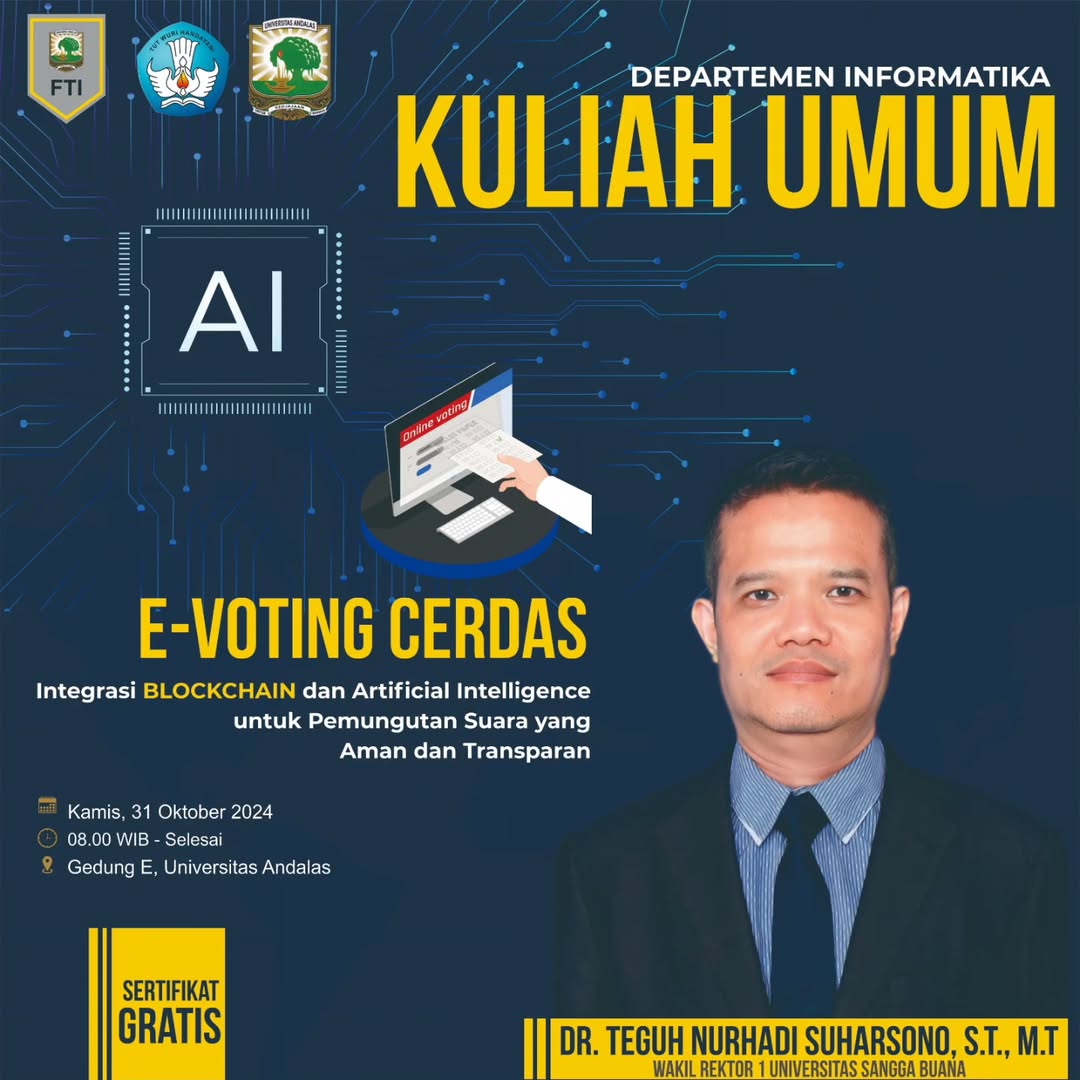 FTI
TUT WURI HANDAYANI
UNIVERSITAS ANDALAS
KEDJAJAAN
DEPARTEMEN INFORMATIKA
KULIAH UMUM
AI
Online voting
E-VOTING CERDAS
Integrasi BLOCKCHAIN dan Artificial Intelligence
untuk Pemungutan Suara yang
Aman dan Transparan
Kamis, 31 Oktober 2024
08.00 WIB - Selesai
Gedung E, Universitas Andalas
SERTIFIKAT
GRATIS
DR. TEGUH NURHADI SUHARSONO, S.T., M.T
WAKIL REKTOR 1 UNIVERSITAS SANGGA BUANA